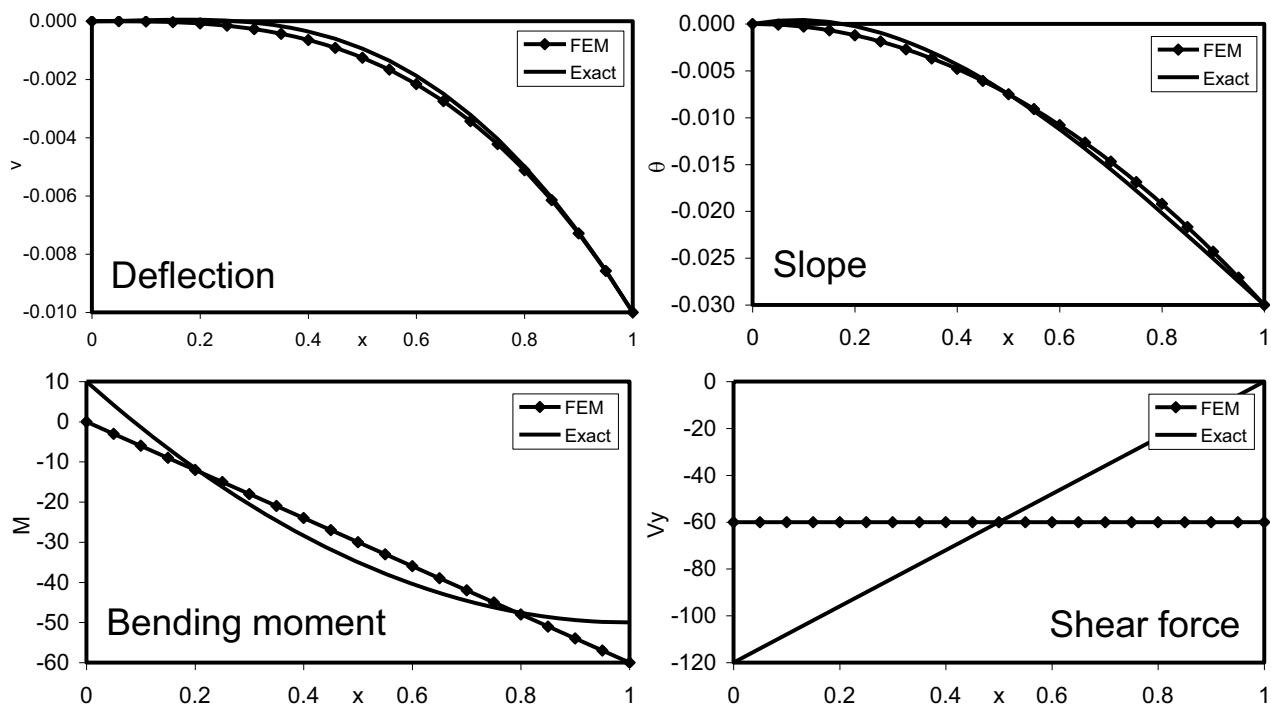 0.000
-0.002
-0.004
-0.006
-0.008
-0.010
v
FEM
Exact
Deflection
0 0.2 0.4 x 0.6 0.8 1
0.000
-0.005
-0.010
-0.015
-0.020
-0.025
-0.030
θ
FEM
Exact
Slope
0 0.2 0.4 x 0.6 0.8 1
10
0
-10
-20
-30
-40
-50
-60
M
FEM
Exact
Bending moment
0 0.2 0.4 x 0.6 0.8 1
0
-20
-40
-60
-80
-100
-120
Vy
FEM
Exact
Shear force
0 0.2 0.4 x 0.6 0.8 1